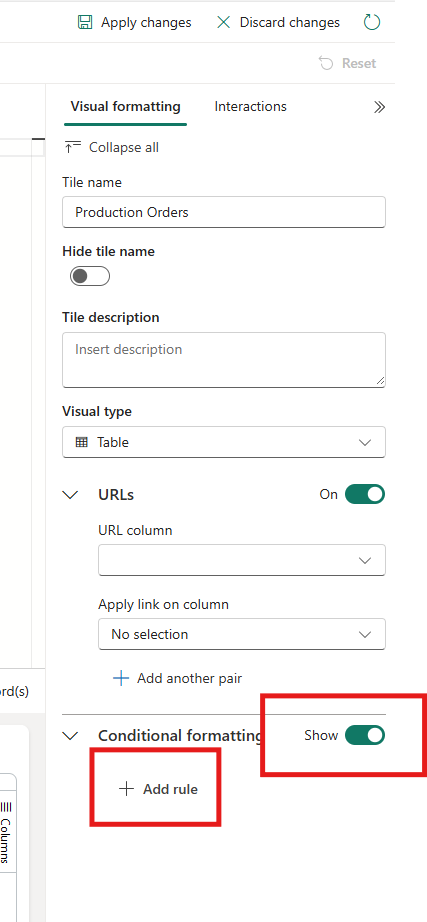 Apply changes Discard changes
Reset
Visual formatting Interactions
Collapse all
Tile name
Production Orders
Hide tile name
Tile description
Insert description
Visual type
Table
URLs On
URL column
Apply link on column
No selection
Add another pair
rd(s)
Conditional formatting Show
Add rule
Columns